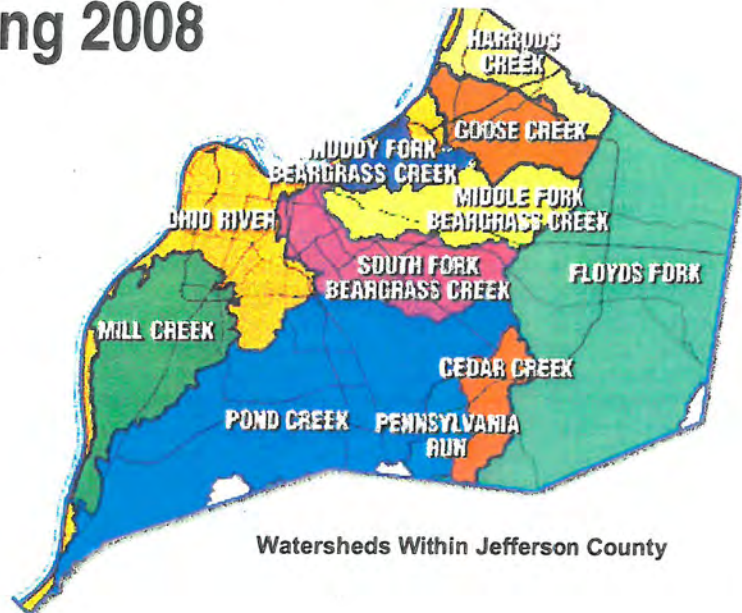 ng 2008
HARRODS
CREEK
GOOSE CREEK
MUDDY FORK
BEARGRASS CREEK
MIDDLE FORK
BEARGRASS CREEK
OHIO RIVER
SOUTH FORK
BEARGRASS CREEK
FLOYDS FORK
MILL CREEK
CEDAR CREEK
POND CREEK
PENNSYLVANIA
RUN
Watersheds Within Jefferson County